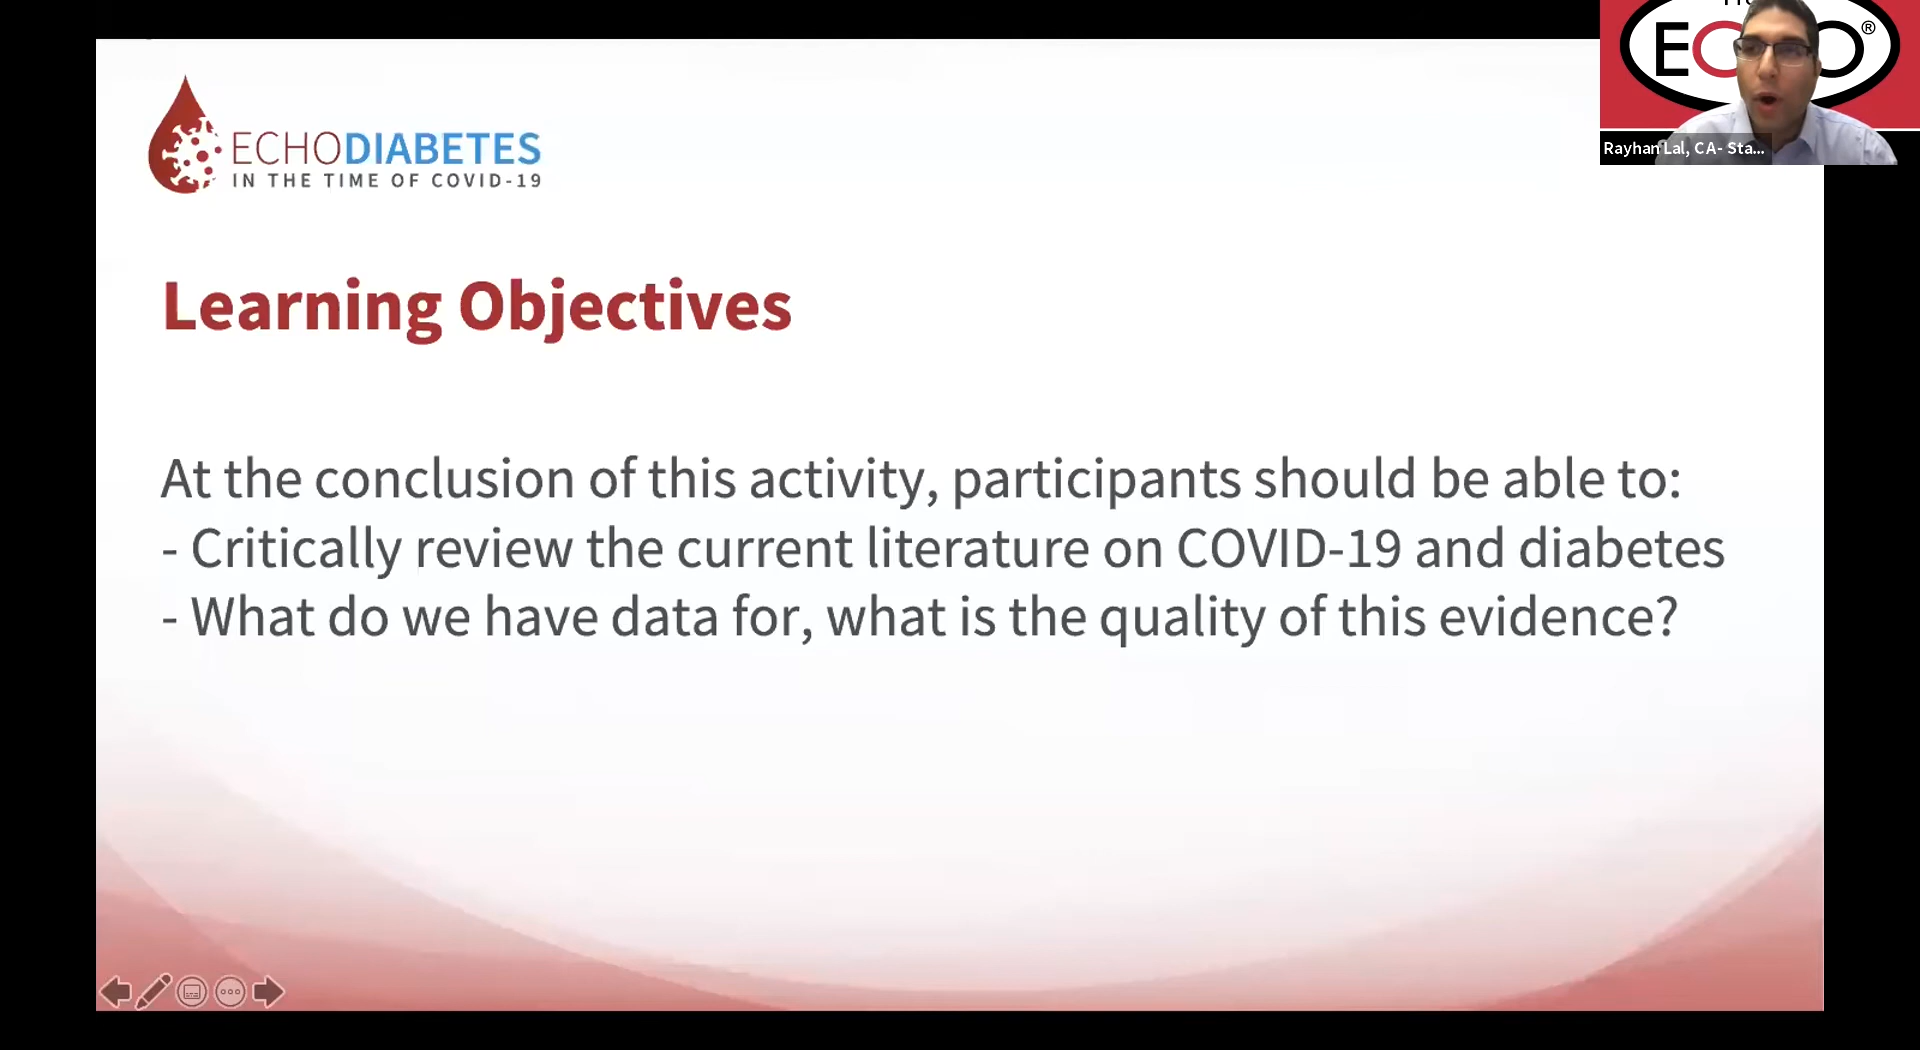 ECHODIABETES
IN THE TIME OF COVID-19
Learning Objectives
At the conclusion of this activity, participants should be able to:
- Critically review the current literature on COVID-19 and diabetes
- What do we have data for, what is the quality of this evidence?
®
Rayhan Lal, CA- Sta...